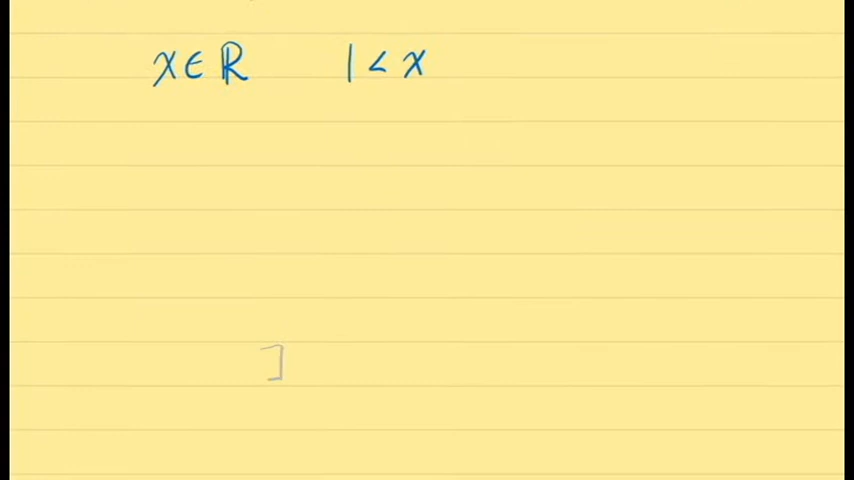 x ∈ ℝ 1 < x
]